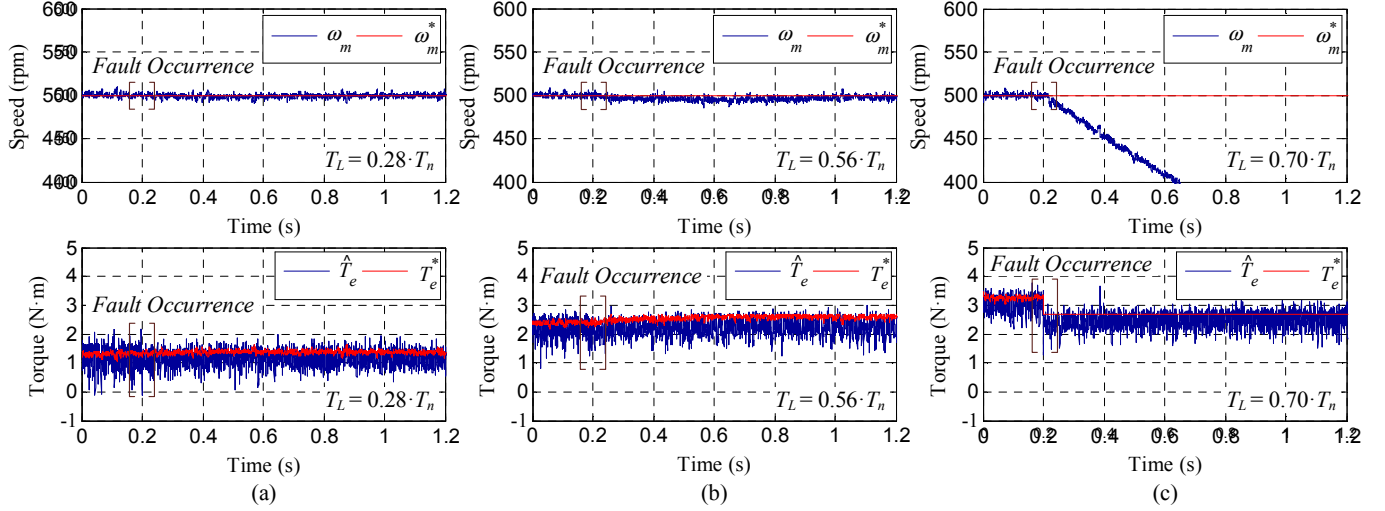 600
550
500
450
400
Speed (rpm)
ω_m ω_m^*
Fault Occurrence
T_L = 0.28 · T_n
0 0.2 0.4 0.6 0.8 1 1.2
Time (s)
600
550
500
450
400
Speed (rpm)
ω_m ω_m^*
Fault Occurrence
T_L = 0.56 · T_n
0 0.2 0.4 0.6 0.8 1 1.2
Time (s)
600
550
500
450
400
Speed (rpm)
ω_m ω_m^*
Fault Occurrence
T_L = 0.70 · T_n
0 0.2 0.4 0.6 0.8 1 1.2
Time (s)
5
4
3
2
1
0
-1
Torque (N·m)
T̂_e T_e^*
Fault Occurrence
T_L = 0.28 · T_n
0 0.2 0.4 0.6 0.8 1 1.2
Time (s)
(a)
5
4
3
2
1
0
-1
Torque (N·m)
T̂_e T_e^*
Fault Occurrence
T_L = 0.56 · T_n
0 0.2 0.4 0.6 0.8 1 1.2
Time (s)
(b)
5
4
3
2
1
0
-1
Torque (N·m)
T̂_e T_e^*
Fault Occurrence
T_L = 0.70 · T_n
0 0.2 0.4 0.6 0.8 1 1.2
Time (s)
(c)